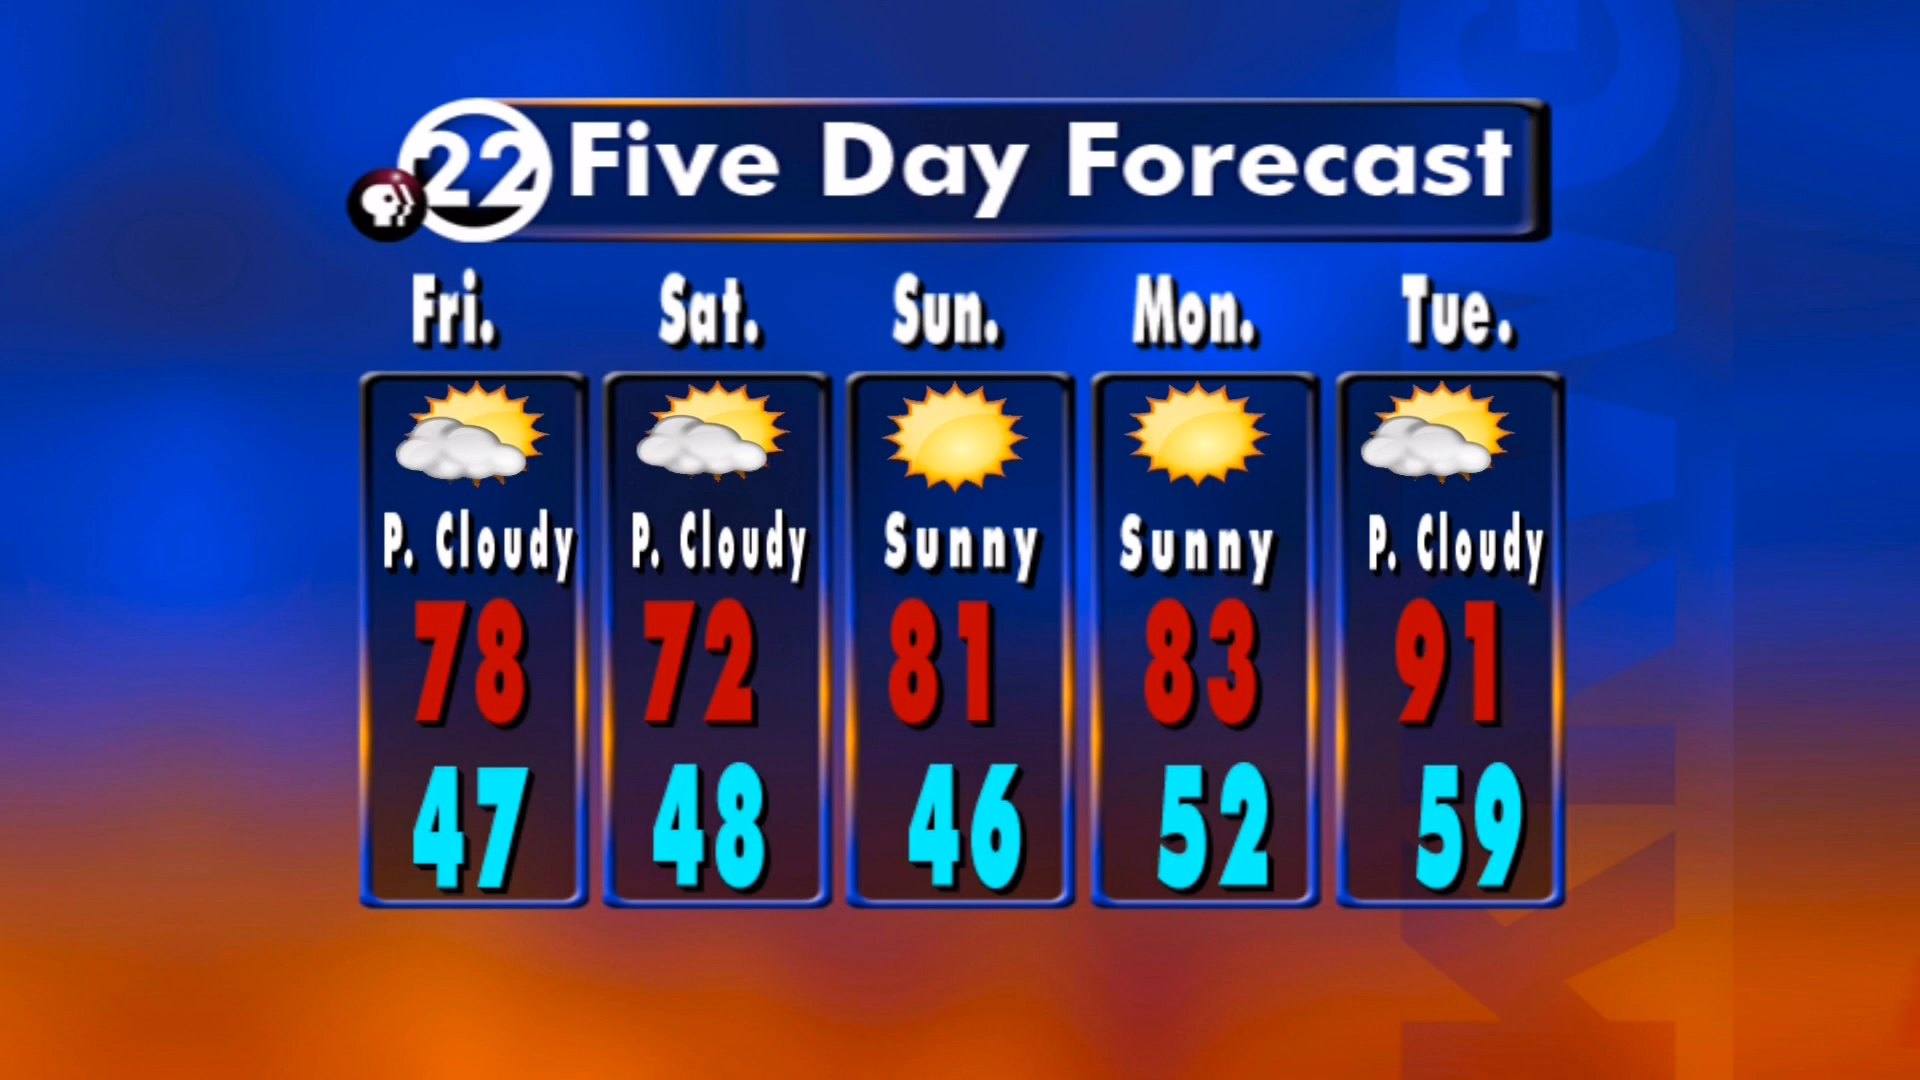 22 Five Day Forecast
Fri. Sat. Sun. Mon. Tue.
P. Cloudy P. Cloudy Sunny Sunny P. Cloudy
78 72 81 83 91
47 48 46 52 59